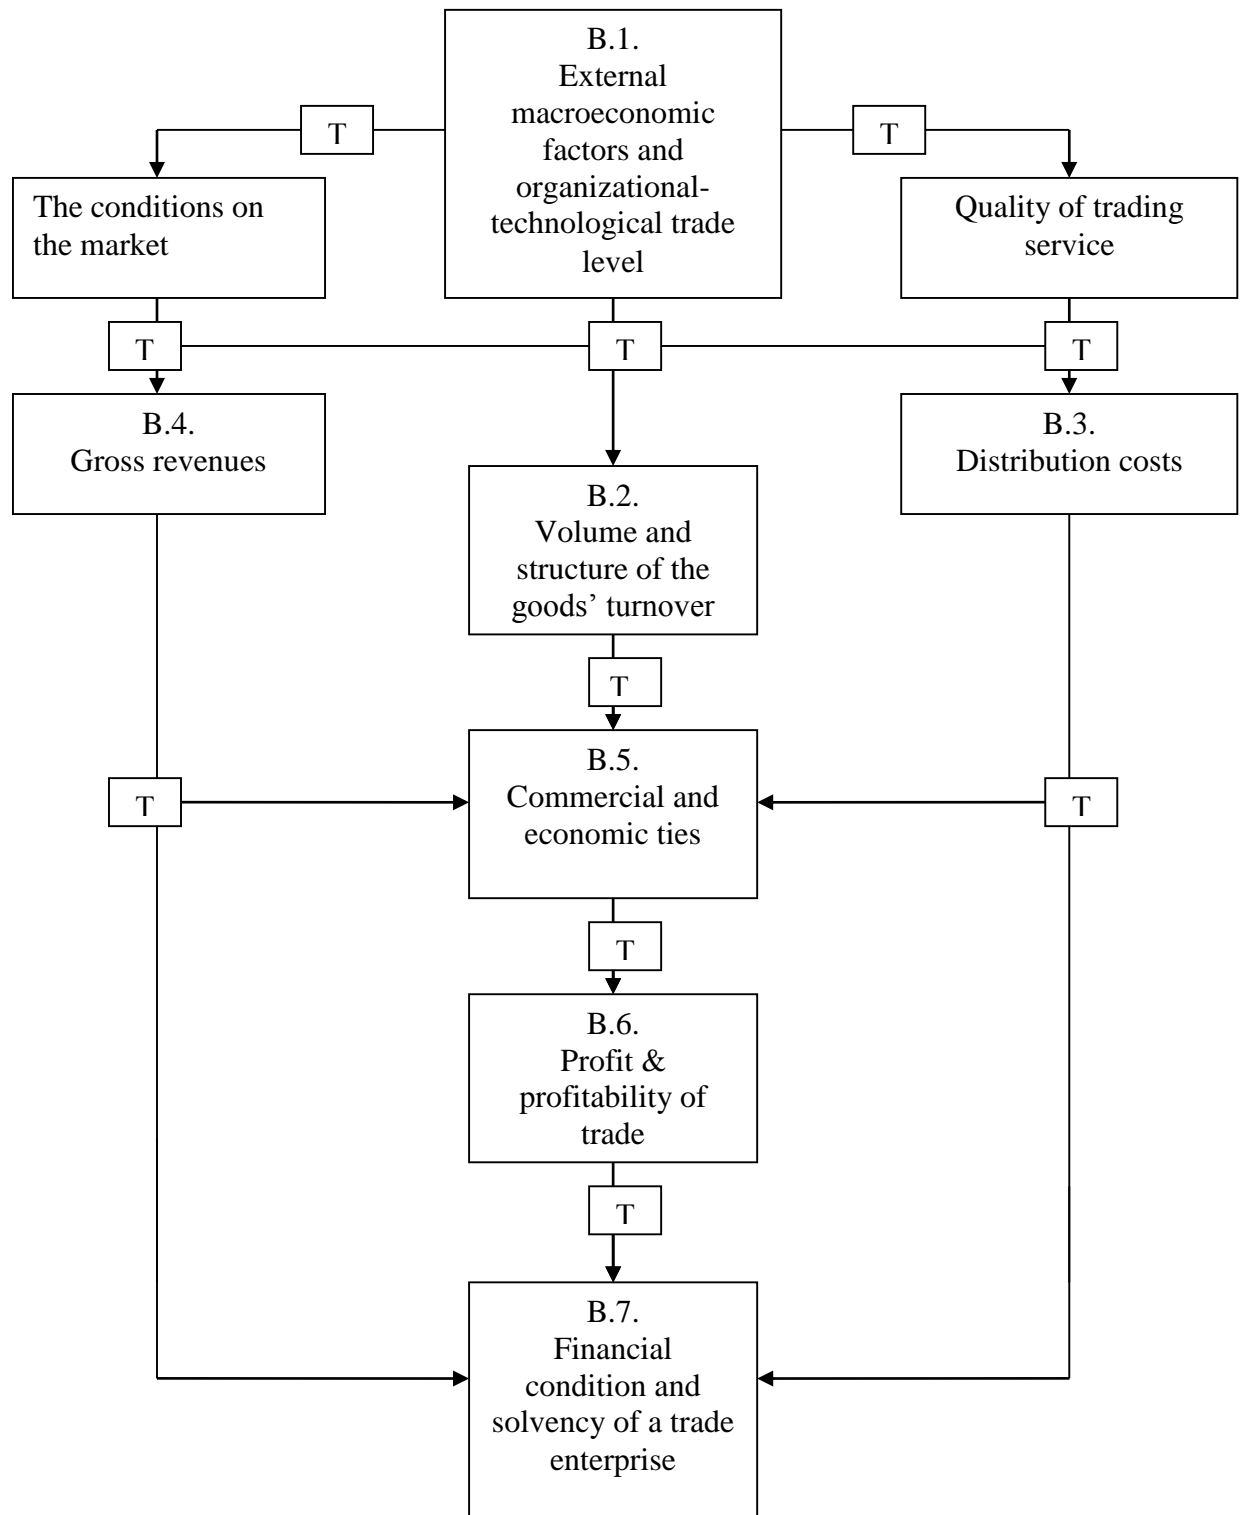 B.1.
External
macroeconomic
factors and
organizational-
technological trade
level
T
T
The conditions on
the market
Quality of trading
service
T
T
T
B.4.
Gross revenues
B.3.
Distribution costs
B.2.
Volume and
structure of the
goods’ turnover
T
B.5.
Commercial and
economic ties
T
T
T
B.6.
Profit &
profitability of
trade
T
B.7.
Financial
condition and
solvency of a trade
enterprise